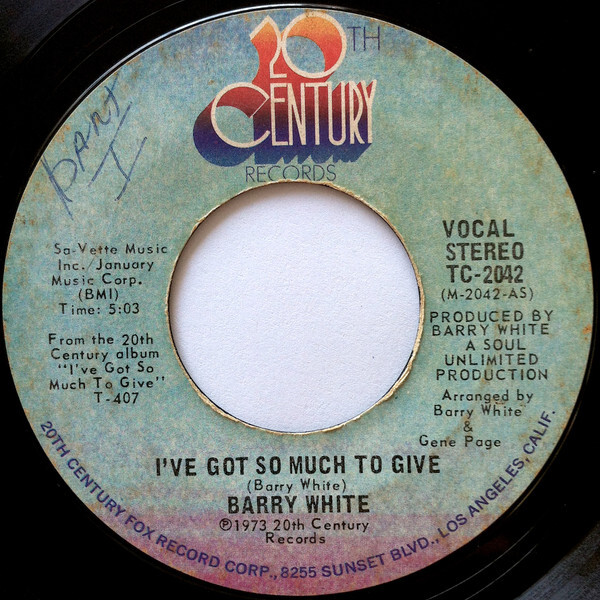 20TH
CENTURY
RECORDS
PART
I
Sa-Vette Music
Inc./January
Music Corp.
(BMI)
Time: 5:03
From the 20th
Century album
"I've Got So
Much To Give"
T-407
VOCAL
STEREO
TC-2042
(M-2042-AS)
PRODUCED BY
BARRY WHITE
A SOUL
UNLIMITED
PRODUCTION
Arranged by
Barry White
&
Gene Page
I'VE GOT SO MUCH TO GIVE
(Barry White)
BARRY WHITE
℗1973 20th Century
Records
20TH CENTURY FOX RECORD CORP., 8255 SUNSET BLVD., LOS ANGELES, CALIF.